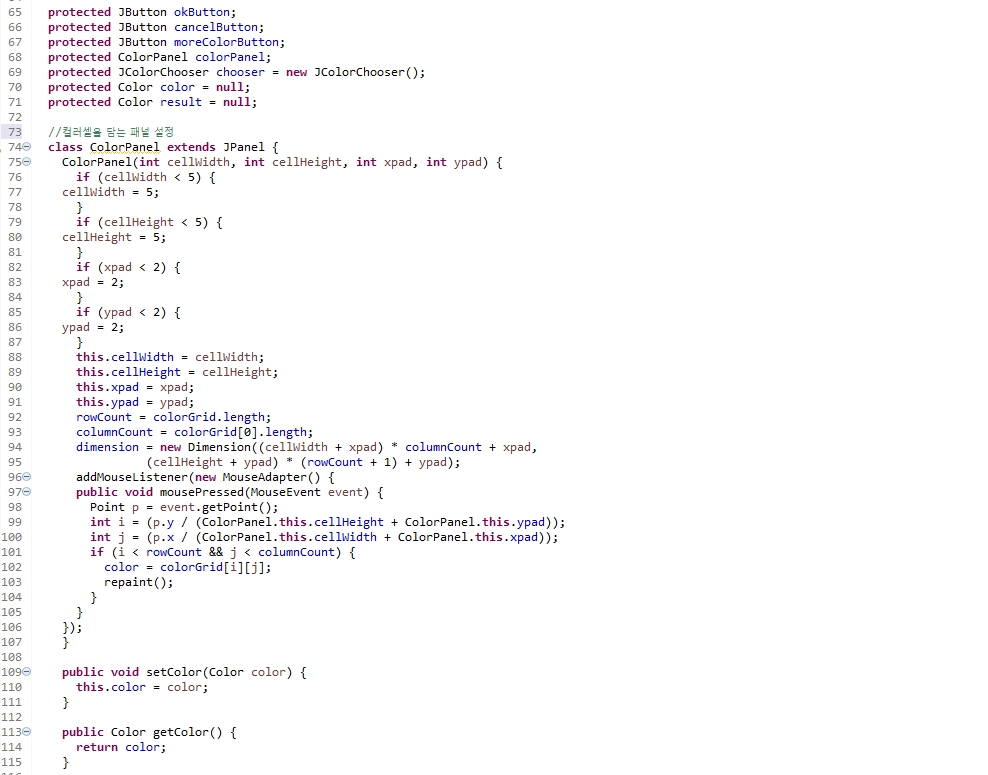 65 protected JButton okButton;
66 protected JButton cancelButton;
67 protected JButton moreColorButton;
68 protected ColorPanel colorPanel;
69 protected JColorChooser chooser = new JColorChooser();
70 protected Color color = null;
71 protected Color result = null;
72
73 //컬러셀을 담는 패널 설정
74 class ColorPanel extends JPanel {
75 ColorPanel(int cellWidth, int cellHeight, int xpad, int ypad) {
76 if (cellWidth < 5) {
77 cellWidth = 5;
78 }
79 if (cellHeight < 5) {
80 cellHeight = 5;
81 }
82 if (xpad < 2) {
83 xpad = 2;
84 }
85 if (ypad < 2) {
86 ypad = 2;
87 }
88 this.cellWidth = cellWidth;
89 this.cellHeight = cellHeight;
90 this.xpad = xpad;
91 this.ypad = ypad;
92 rowCount = colorGrid.length;
93 columnCount = colorGrid[0].length;
94 dimension = new Dimension((cellWidth + xpad) * columnCount + xpad,
95 (cellHeight + ypad) * (rowCount + 1) + ypad);
96 addMouseListener(new MouseAdapter() {
97 public void mousePressed(MouseEvent event) {
98 Point p = event.getPoint();
99 int i = (p.y / (ColorPanel.this.cellHeight + ColorPanel.this.ypad));
100 int j = (p.x / (ColorPanel.this.cellWidth + ColorPanel.this.xpad));
101 if (i < rowCount && j < columnCount) {
102 color = colorGrid[i][j];
103 repaint();
104 }
105 }
106 });
107 }
108
109 public void setColor(Color color) {
110 this.color = color;
111 }
112
113 public Color getColor() {
114 return color;
115 }